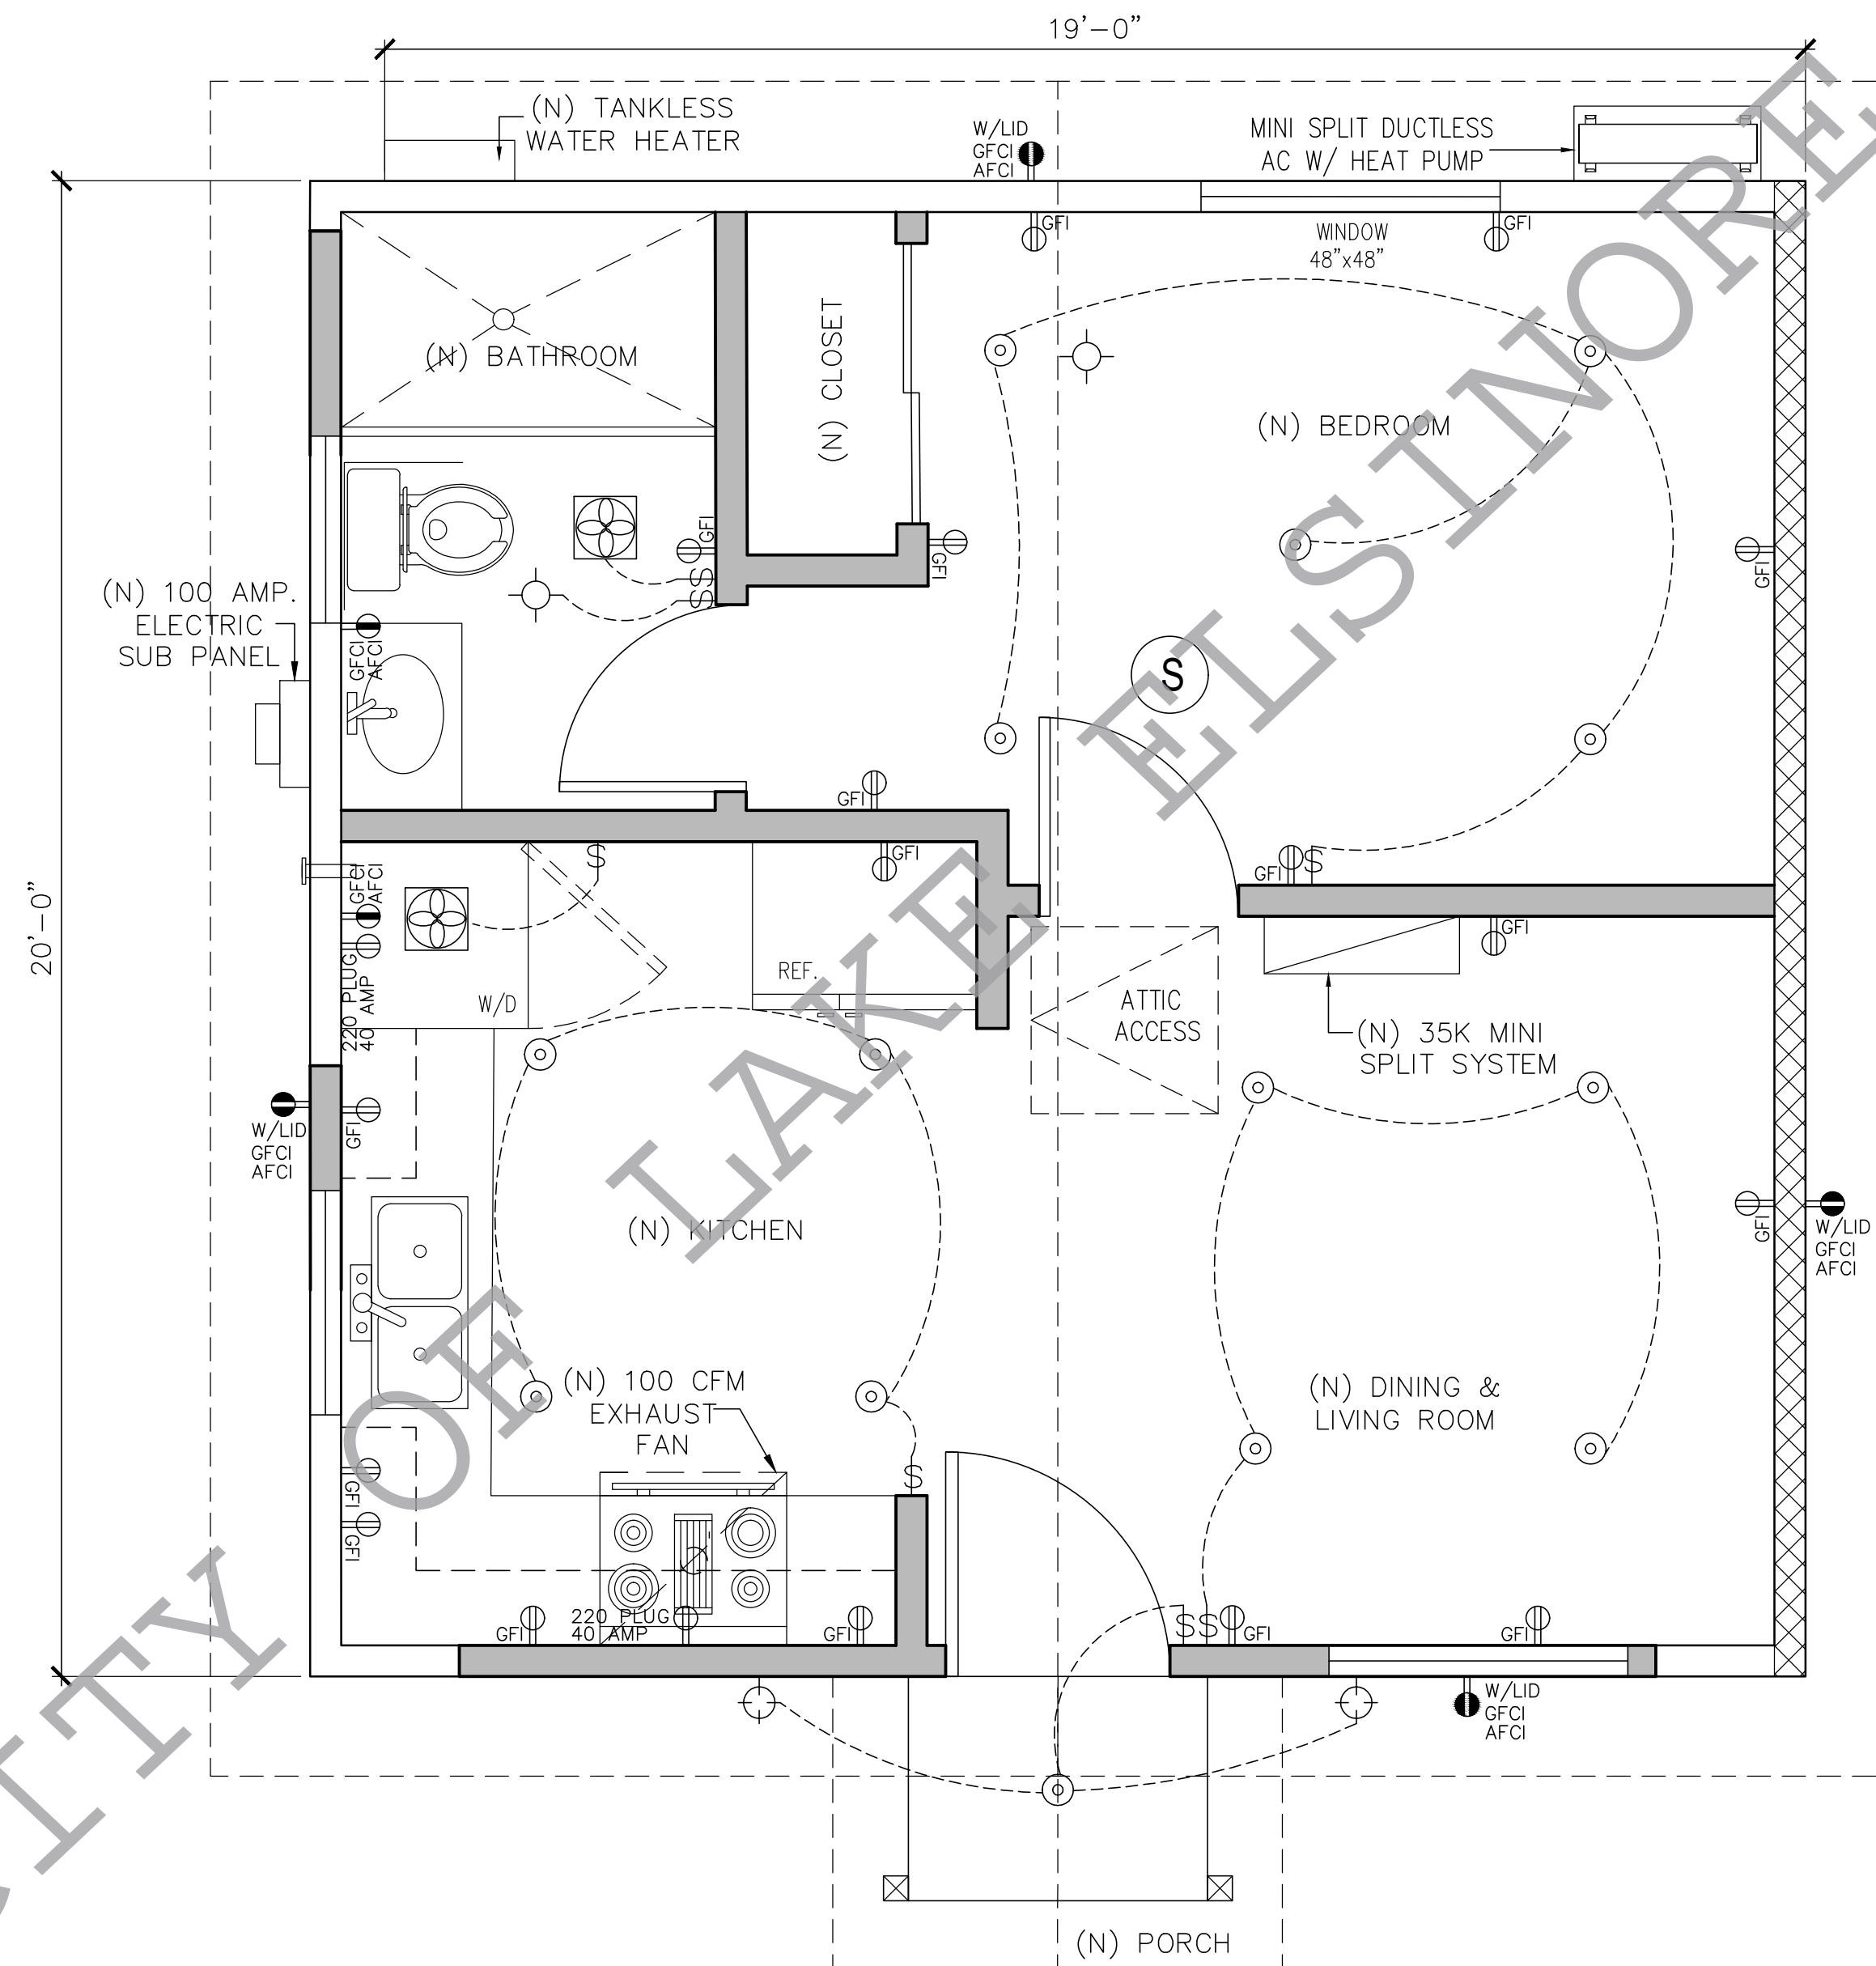 19'-0"
(N) TANKLESS
WATER HEATER
W/LID
GFCI
AFCI
MINI SPLIT DUCTLESS
AC W/ HEAT PUMP
GFI
GFI
WINDOW
48"x48"
(N) BATHROOM
(N) CLOSET
(N) BEDROOM
GFI
GFI
GFI
S
S
(N) 100 AMP.
ELECTRIC
SUB PANEL
GFCI
AFCI
S
GFI
S
GFI
GFCI
AFCI
GFI
S
GFI
220 PLUG
40 AMP
W/D
REF.
ATTIC
ACCESS
(N) 35K MINI
SPLIT SYSTEM
20'-0"
W/LID
GFCI
AFCI
GFI
(N) KITCHEN
GFI
W/LID
GFCI
AFCI
(N) 100 CFM
EXHAUST
FAN
(N) DINING &
LIVING ROOM
S
GFI
GFI
GFI
220 PLUG
40 AMP
GFI
SS
GFI
GFI
W/LID
GFCI
AFCI
(N) PORCH
CITY OF LAKE ELSINORE